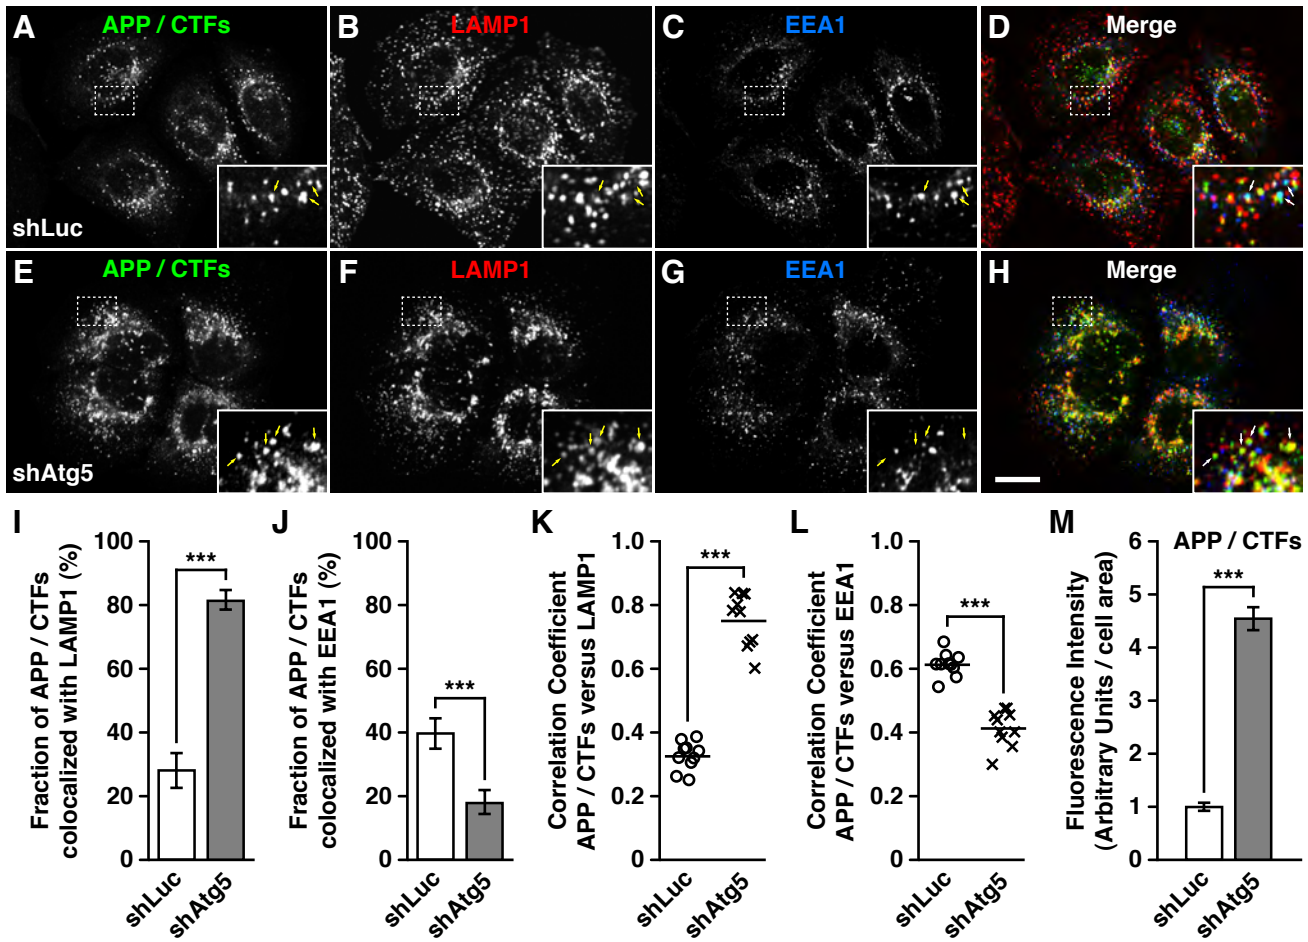 A APP / CTFs
B LAMP1
C EEA1
D Merge
shLuc
E APP / CTFs
F LAMP1
G EEA1
H Merge
shAtg5
I
Fraction of APP / CTFs
colocalized with LAMP1 (%)
100
80
60
40
20
0
***
shLuc
shAtg5
J
Fraction of APP / CTFs
colocalized with EEA1 (%)
100
80
60
40
20
0
***
shLuc
shAtg5
K
Correlation Coefficient
APP / CTFs versus LAMP1
1.0
0.8
0.6
0.4
0.2
0
***
shLuc
shAtg5
L
Correlation Coefficient
APP / CTFs versus EEA1
1.0
0.8
0.6
0.4
0.2
0
***
shLuc
shAtg5
M
APP / CTFs
Fluorescence Intensity
(Arbitrary Units / cell area)
6
5
4
3
2
1
0
***
shLuc
shAtg5